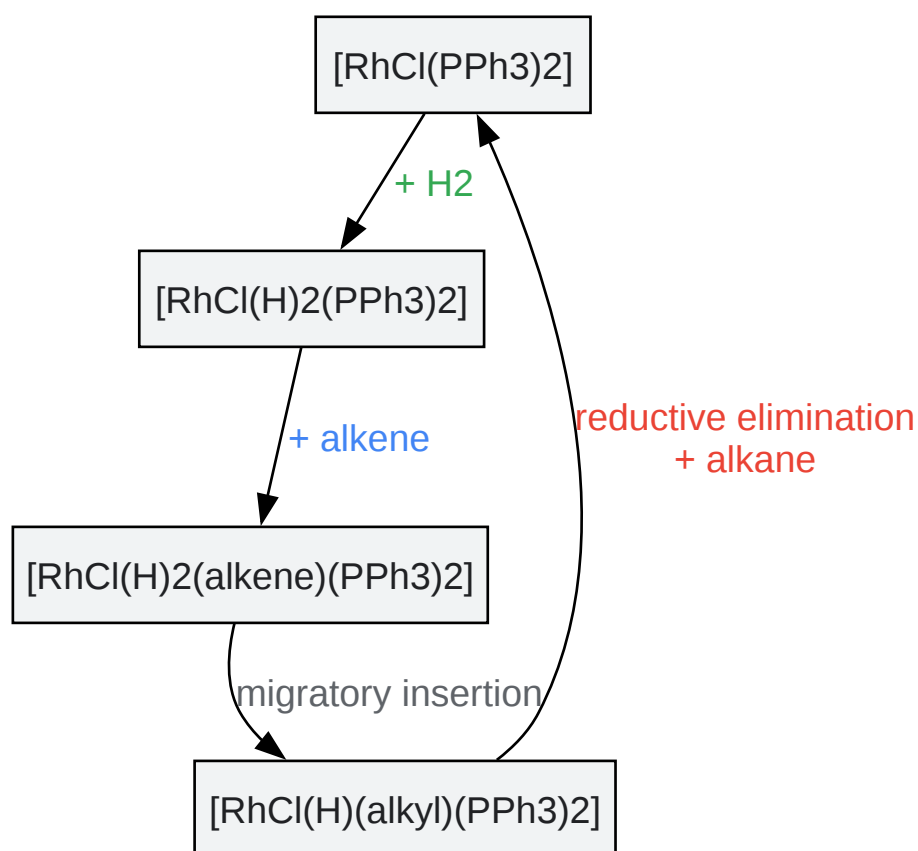 [RhCl(PPh3)2]
+ H2
[RhCl(H)2(PPh3)2]
+ alkene
reductive elimination
+ alkane
[RhCl(H)2(alkene)(PPh3)2]
migratory insertion
[RhCl(H)(alkyl)(PPh3)2]